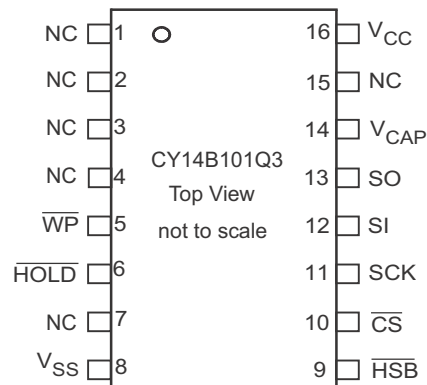 NC 1 16 VCC
NC 2 15 NC
NC 3 14 VCAP
NC 4 CY14B101Q3 13 SO
Top View
WP 5 not to scale 12 SI
HOLD 6 11 SCK
NC 7 10 CS
VSS 8 9 HSB